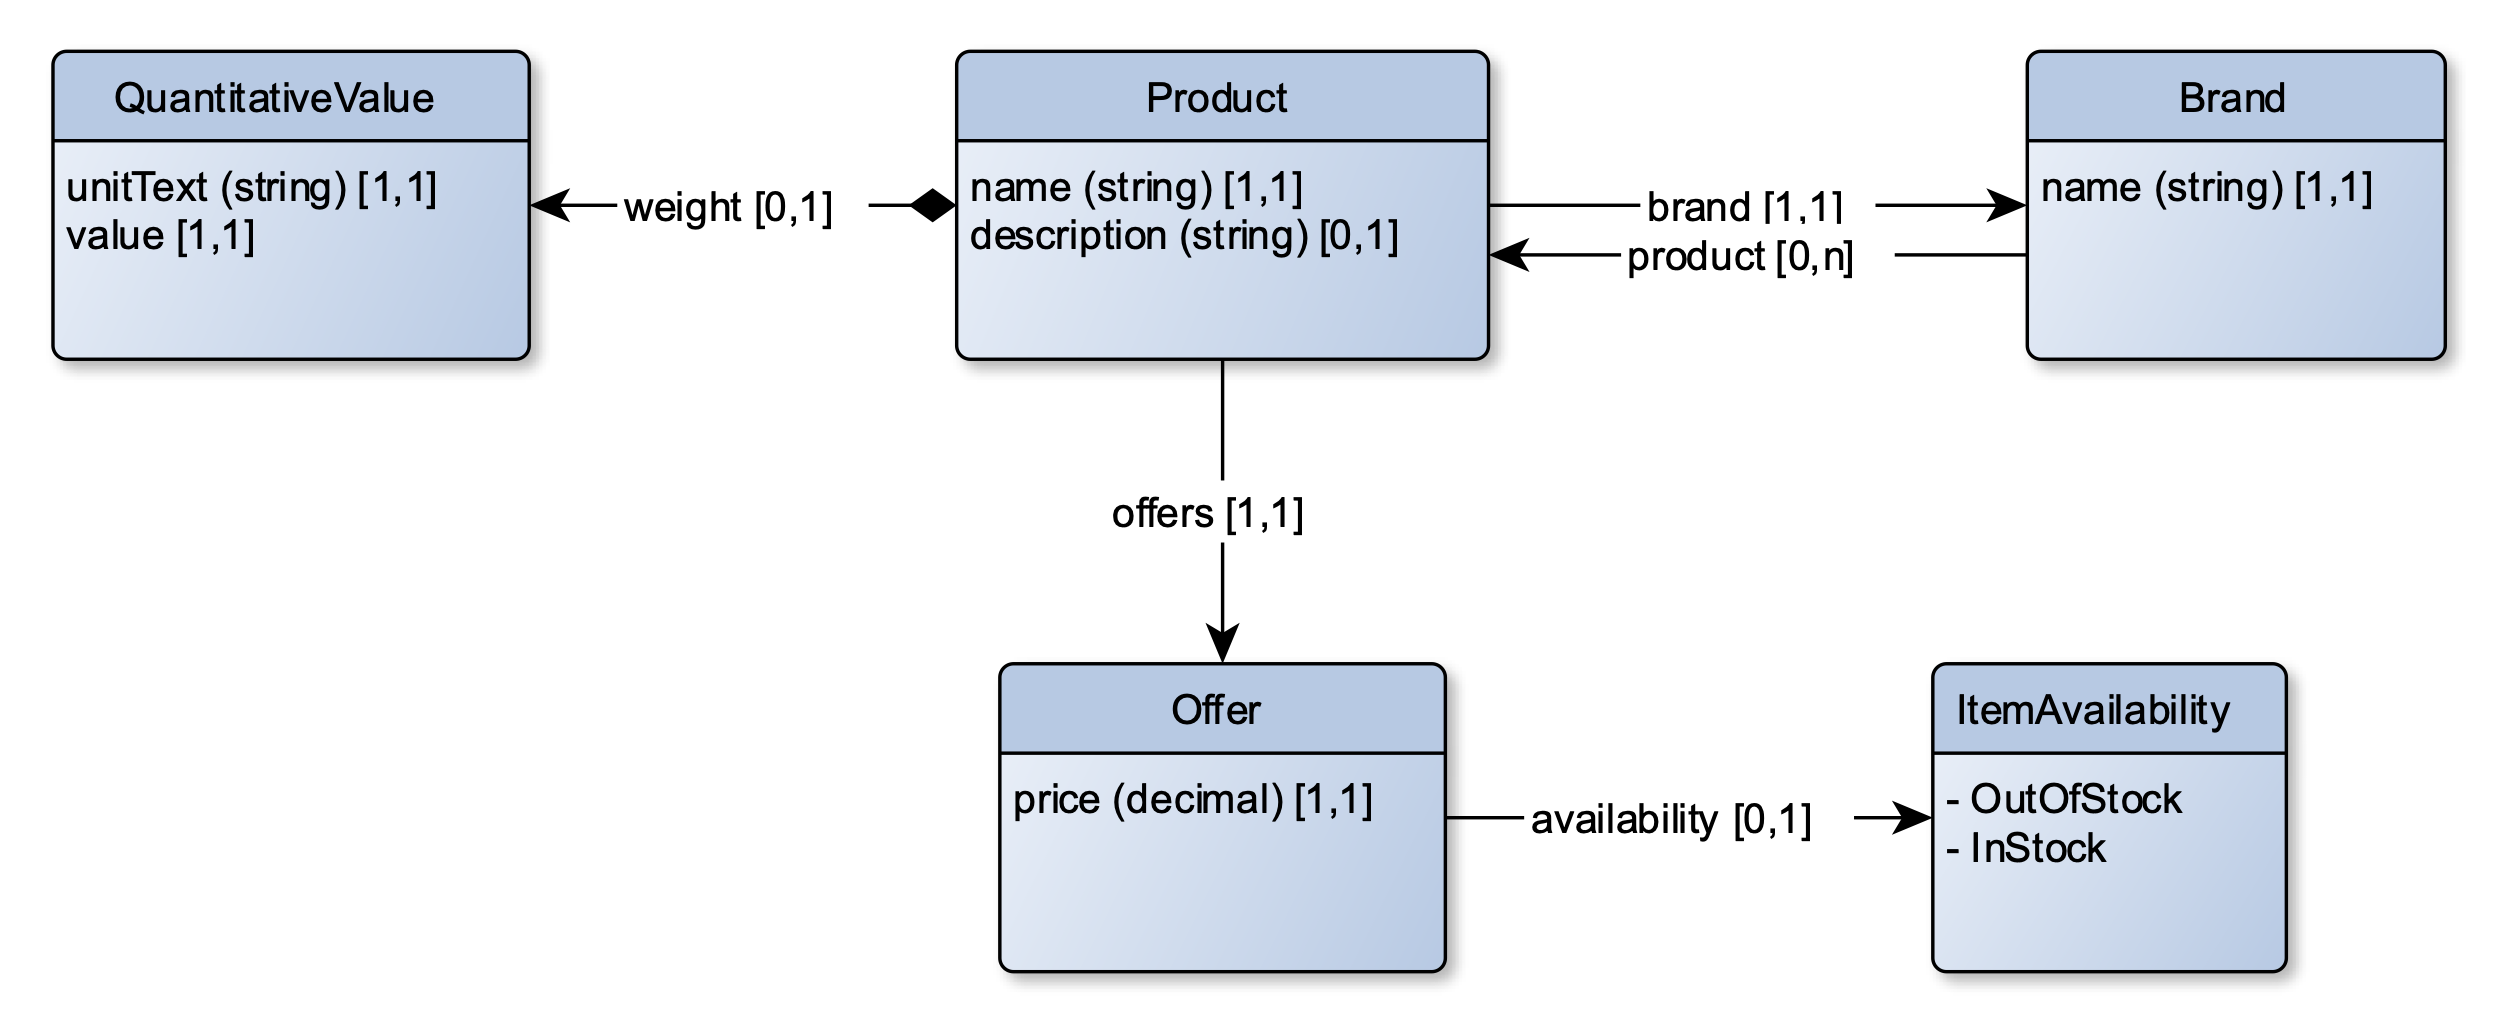 QuantitativeValue
unitText (string) [1,1]
value [1,1]
weight [0,1]
Product
name (string) [1,1]
description (string) [0,1]
brand [1,1]
product [0,n]
Brand
name (string) [1,1]
offers [1,1]
Offer
price (decimal) [1,1]
availability [0,1]
ItemAvailability
- OutOfStock
- InStock